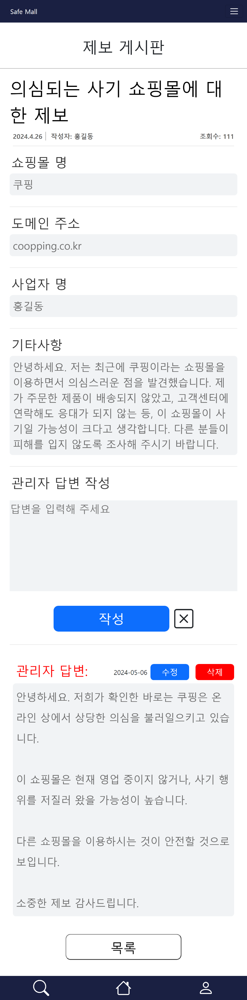 Safe Mall
제보 게시판
의심되는 사기 쇼핑몰에 대
한 제보
2024.4.26 작성자: 홍길동 조회수: 111
쇼핑몰 명
쿠핑
도메인 주소
coopping.co.kr
사업자 명
홍길동
기타사항
안녕하세요. 저는 최근에 쿠핑이라는 쇼핑몰을
이용하면서 의심스러운 점을 발견했습니다. 제
가 주문한 제품이 배송되지 않았고, 고객센터에
연락해도 응대가 되지 않는 등, 이 쇼핑몰이 사
기일 가능성이 크다고 생각합니다. 다른 분들이
피해를 입지 않도록 조사해 주시기 바랍니다.
관리자 답변 작성
답변을 입력해 주세요
작성
관리자 답변: 2024-05-06 수정 삭제
안녕하세요. 저희가 확인한 바로는 쿠핑은 온
라인 상에서 상당한 의심을 불러일으키고 있습
니다.
이 쇼핑몰은 현재 영업 중이지 않거나, 사기 행
위를 저질러 왔을 가능성이 높습니다.
다른 쇼핑몰을 이용하시는 것이 안전할 것으로
보입니다.
소중한 제보 감사드립니다.
목록